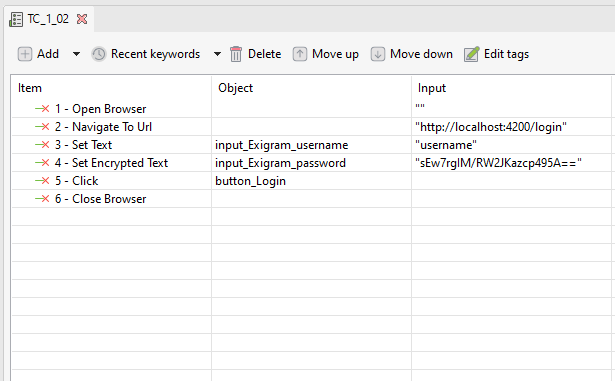 TC_1_02
Add Recent keywords Delete Move up Move down Edit tags
Item Object Input
1 - Open Browser ""
2 - Navigate To Url "http://localhost:4200/login"
3 - Set Text input_Exigram_username "username"
4 - Set Encrypted Text input_Exigram_password "sEw7rglM/RW2JKazcp495A=="
5 - Click button_Login
6 - Close Browser